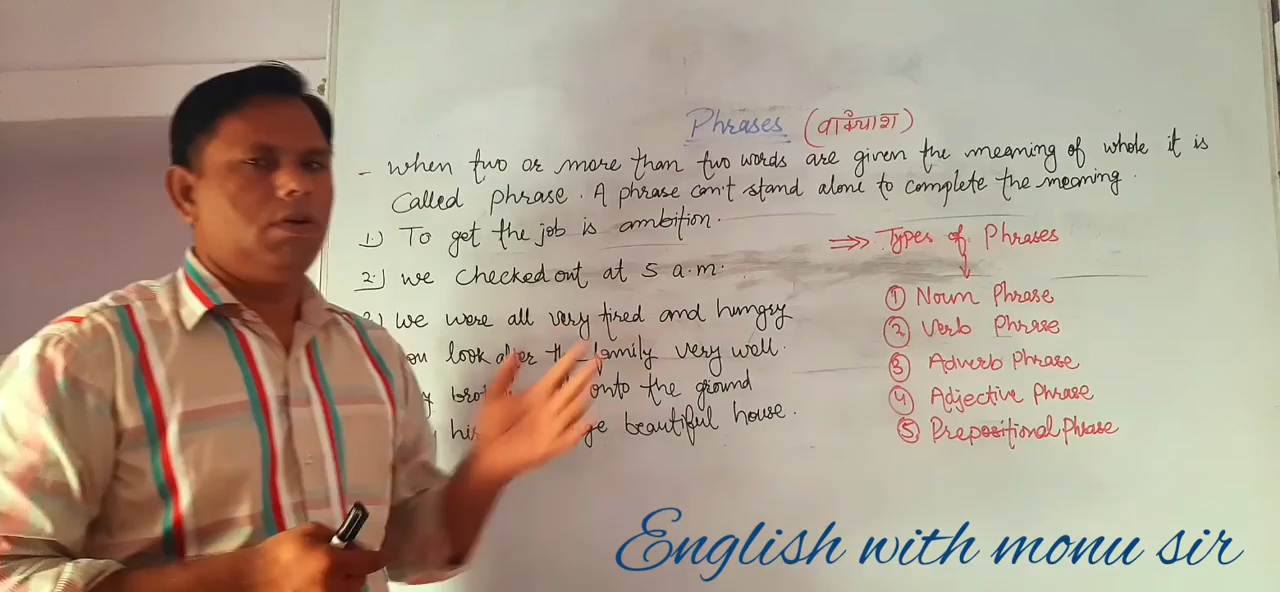 Phrases (वाक्यांश)
- when two or more than two words are given the meaning of whole it is
called phrase. A phrase can't stand alone to complete the meaning.
1.) To get the job is ambition.
2.) we checked out at 5 a.m.
we were all very tired and hungry
look after the family very well.
onto the ground
his beautiful house.
⇒ Types of Phrases
① Noun Phrase
② Verb Phrase
③ Adverb Phrase
④ Adjective Phrase
⑤ Prepositional Phrase
English with monu sir